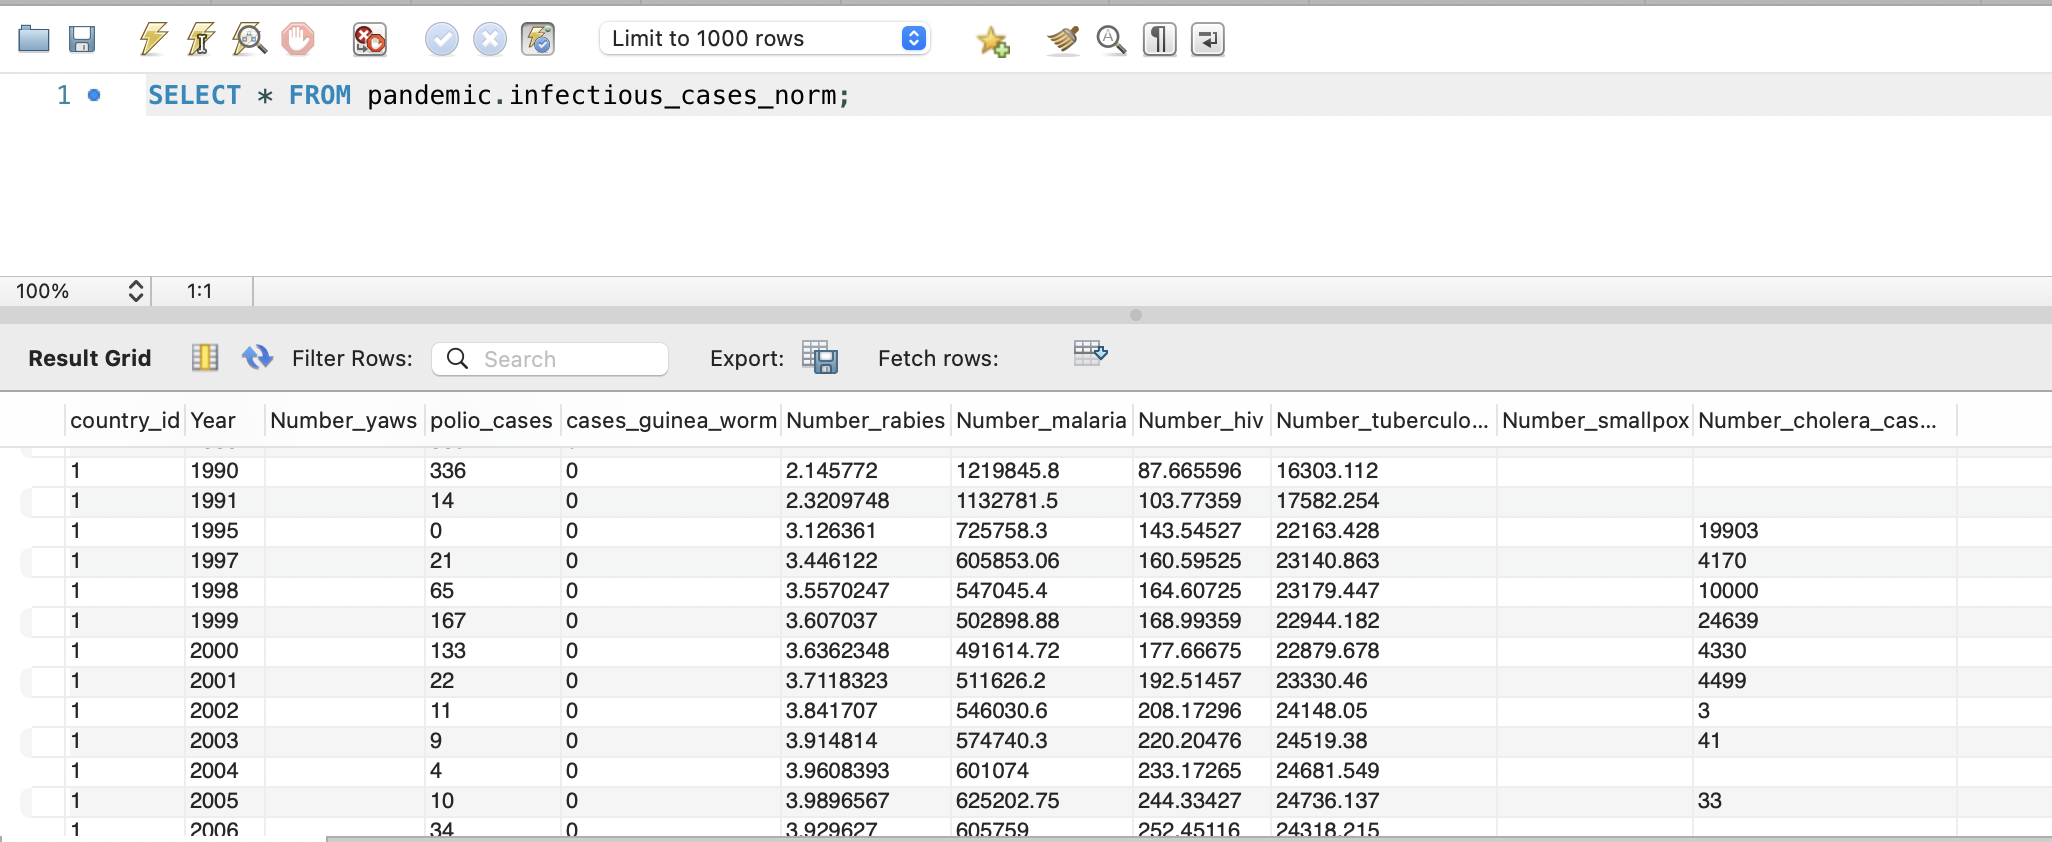 Limit to 1000 rows
1 SELECT * FROM pandemic.infectious_cases_norm;
100% 1:1
Result Grid Filter Rows: Search Export: Fetch rows:
country_id Year Number_yaws polio_cases cases_guinea_worm Number_rabies Number_malaria Number_hiv Number_tuberculo... Number_smallpox Number_cholera_cas...
1 1990 336 0 2.145772 1219845.8 87.665596 16303.112
1 1991 14 0 2.3209748 1132781.5 103.77359 17582.254
1 1995 0 0 3.126361 725758.3 143.54527 22163.428 19903
1 1997 21 0 3.446122 605853.06 160.59525 23140.863 4170
1 1998 65 0 3.5570247 547045.4 164.60725 23179.447 10000
1 1999 167 0 3.607037 502898.88 168.99359 22944.182 24639
1 2000 133 0 3.6362348 491614.72 177.66675 22879.678 4330
1 2001 22 0 3.7118323 511626.2 192.51457 23330.46 4499
1 2002 11 0 3.841707 546030.6 208.17296 24148.05 3
1 2003 9 0 3.914814 574740.3 220.20476 24519.38 41
1 2004 4 0 3.9608393 601074 233.17265 24681.549
1 2005 10 0 3.9896567 625202.75 244.33427 24736.137 33
1 2006 34 0 3.929627 605759 252.45116 24318.215